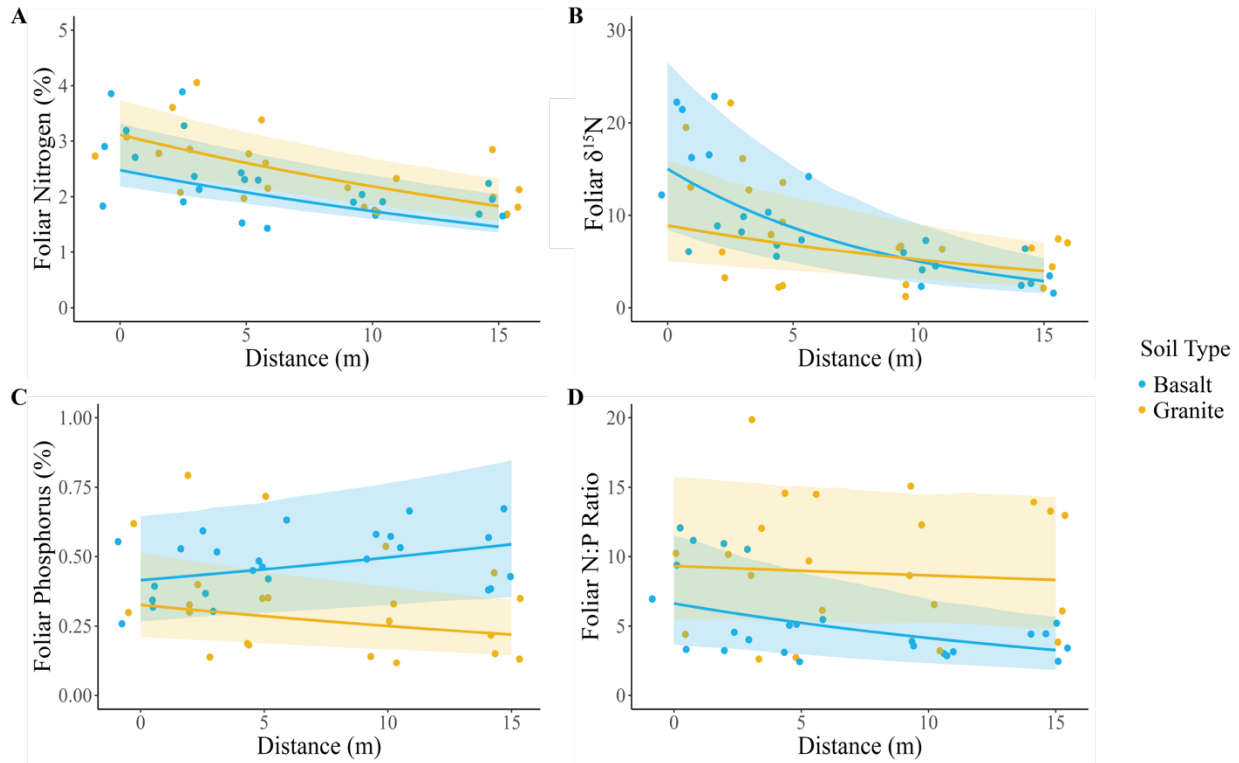 A
Foliar Nitrogen (%)
5
4
3
2
1
0
0 5 10 15
Distance (m)
B
Foliar δ¹⁵N
30
20
10
0
0 5 10 15
Distance (m)
C
Foliar Phosphorus (%)
1.00
0.75
0.50
0.25
0.00
0 5 10 15
Distance (m)
D
Foliar N:P Ratio
20
15
10
5
0
0 5 10 15
Distance (m)
Soil Type
Basalt
Granite